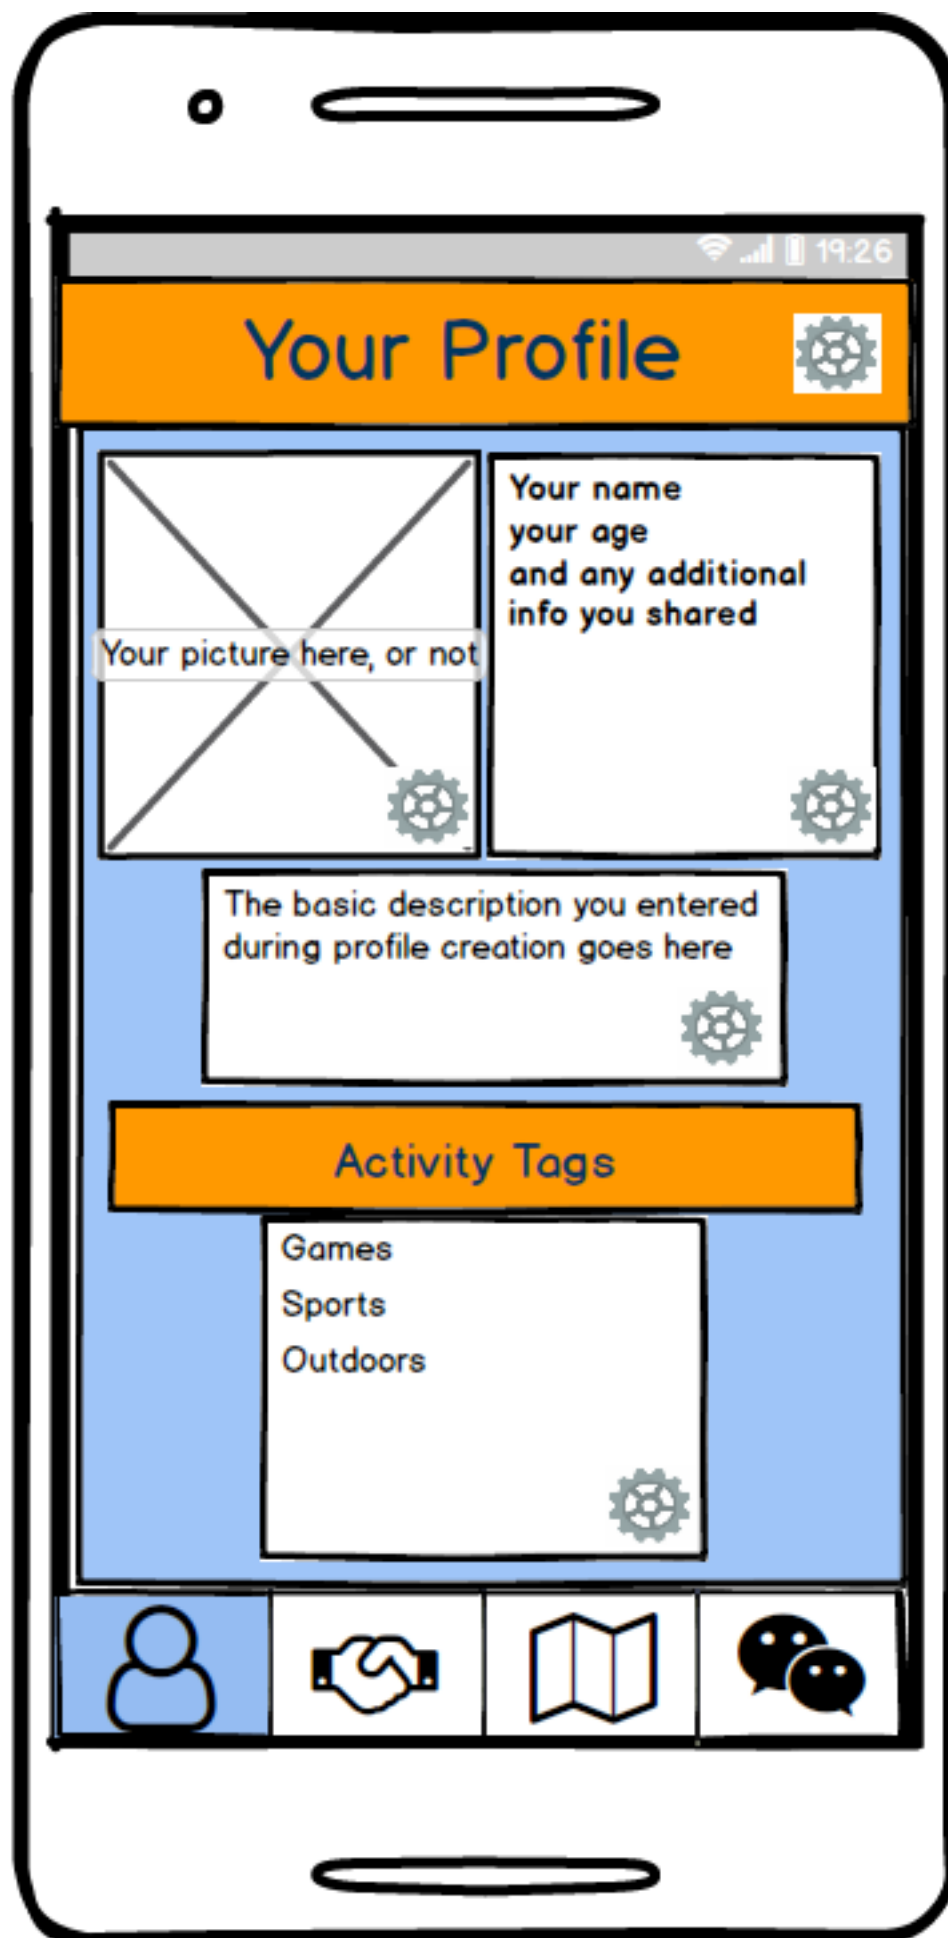 19:26
Your Profile
Your picture here, or not
Your name
your age
and any additional
info you shared
The basic description you entered
during profile creation goes here
Activity Tags
Games
Sports
Outdoors